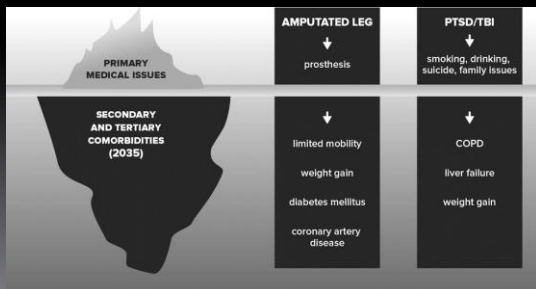 PRIMARY
MEDICAL ISSUES
SECONDARY
AND TERTIARY
COMORBIDITIES
(2035)
AMPUTATED LEG
prosthesis
limited mobility
weight gain
diabetes mellitus
coronary artery
disease
PTSD/TBI
smoking, drinking,
suicide, family issues
COPD
liver failure
weight gain